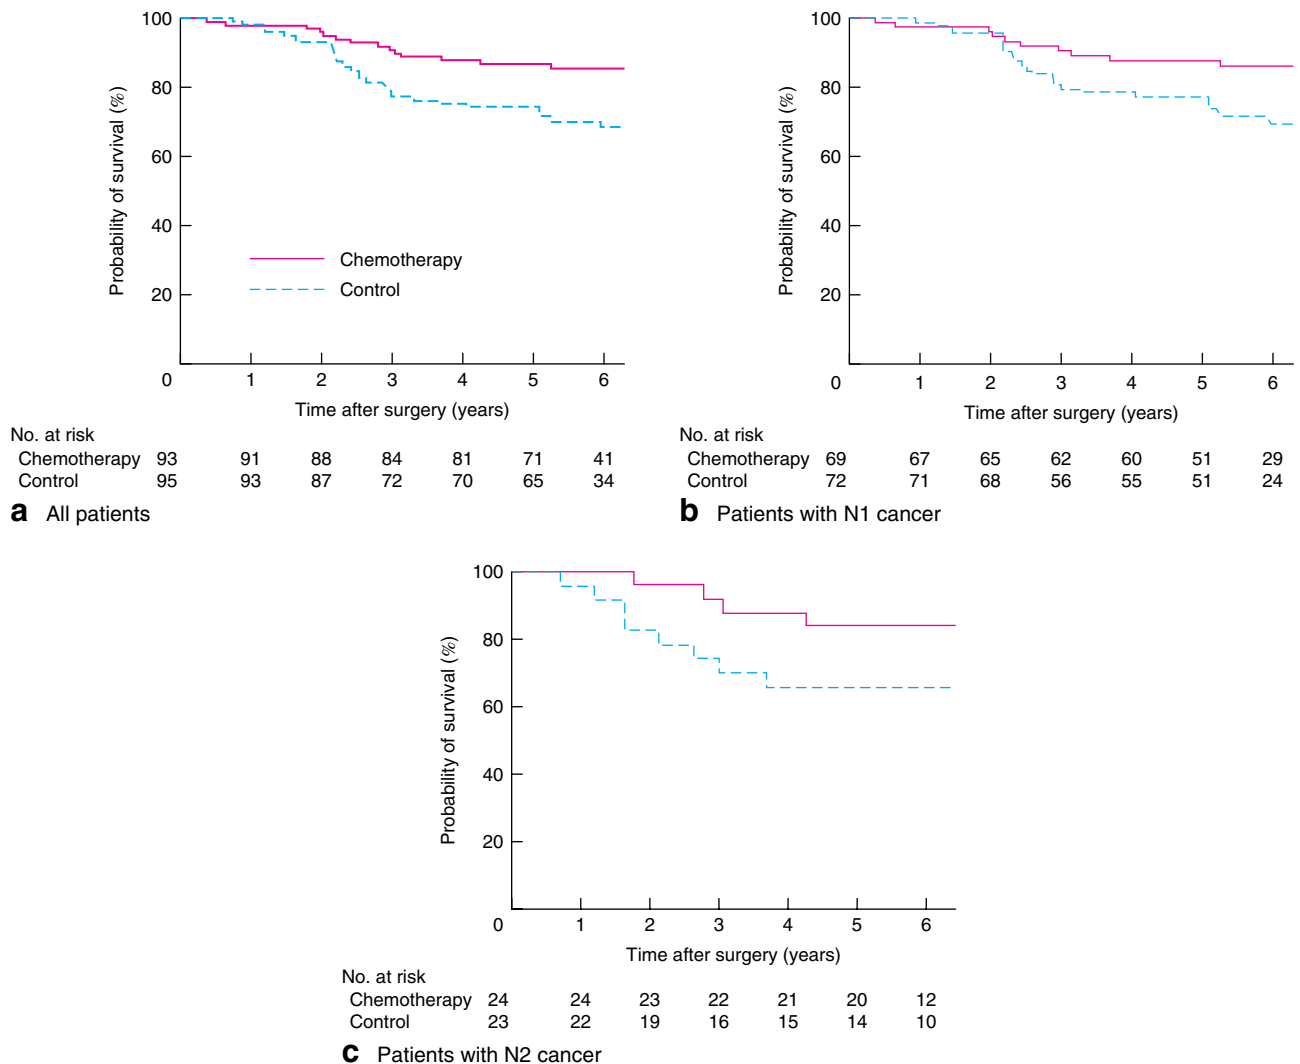 100
80
60
40
20
0
Probability of survival (%)
Chemotherapy
Control
1 2 3 4 5 6
Time after surgery (years)
No. at risk
Chemotherapy 93 91 88 84 81 71 41
Control 95 93 87 72 70 65 34
a All patients
100
80
60
40
20
0
Probability of survival (%)
1 2 3 4 5 6
Time after surgery (years)
No. at risk
Chemotherapy 69 67 65 62 60 51 29
Control 72 71 68 56 55 51 24
b Patients with N1 cancer
100
80
60
40
20
0
Probability of survival (%)
1 2 3 4 5 6
Time after surgery (years)
No. at risk
Chemotherapy 24 24 23 22 21 20 12
Control 23 22 19 16 15 14 10
c Patients with N2 cancer